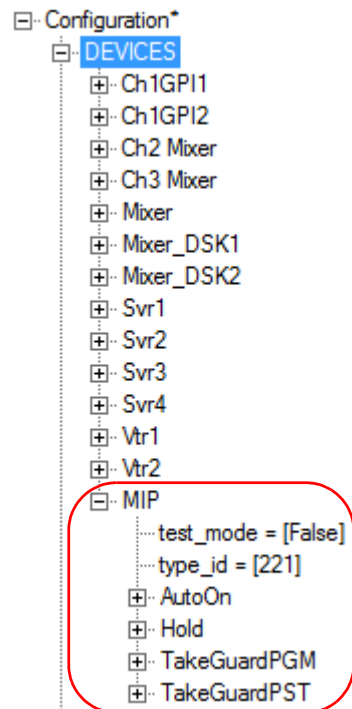 Configuration*
DEVICES
Ch1GPI1
Ch1GPI2
Ch2 Mixer
Ch3 Mixer
Mixer
Mixer_DSK1
Mixer_DSK2
Svr1
Svr2
Svr3
Svr4
Vtr1
Vtr2
MIP
test_mode = [False]
type_id = [221]
AutoOn
Hold
TakeGuardPGM
TakeGuardPST